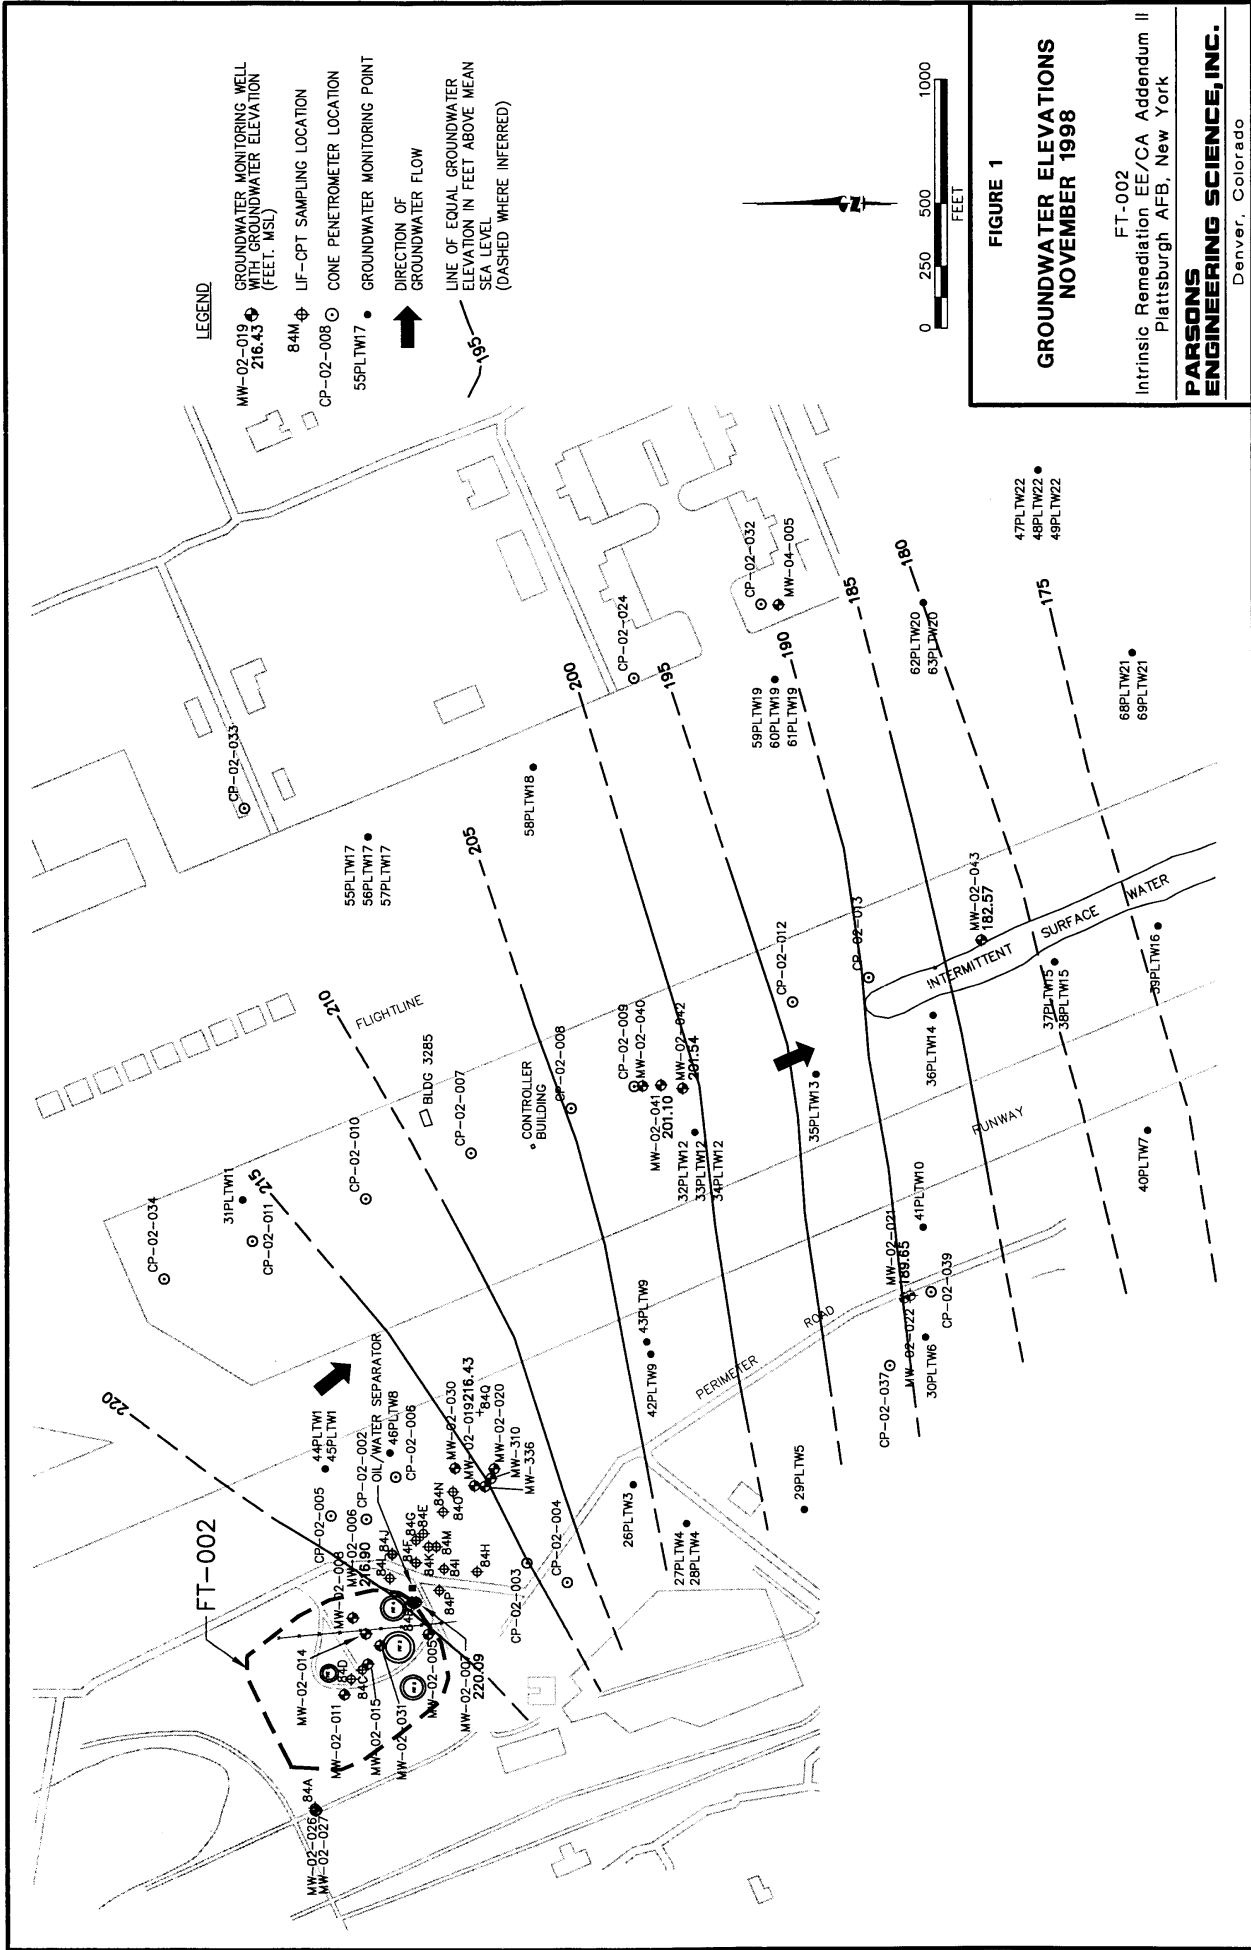 LEGEND
MW-02-019
216.43
GROUNDWATER MONITORING WELL
WITH GROUNDWATER ELEVATION
(FEET. MSL)
84M
LIF-CPT SAMPLING LOCATION
CP-02-008
CONE PENETROMETER LOCATION
55PLTW17
GROUNDWATER MONITORING POINT
DIRECTION OF
GROUNDWATER FLOW
195
LINE OF EQUAL GROUNDWATER
ELEVATION IN FEET ABOVE MEAN
SEA LEVEL
(DASHED WHERE INFERRED)
N
0 250 500 1000
FEET
FIGURE 1
GROUNDWATER ELEVATIONS
NOVEMBER 1998
FT-002
Intrinsic Remediation EE/CA Addendum II
Plattsburgh AFB, New York
PARSONS
ENGINEERING SCIENCE, INC.
Denver, Colorado
FT-002
220
215
210
205
200
195
190
185
180
175
CP-02-034
31PLTW11
CP-02-011
CP-02-010
FLIGHTLINE
BLDG 3285
CP-02-007
CONTROLLER
BUILDING
CP-02-008
CP-02-033
55PLTW17
56PLTW17
57PLTW17
58PLTW18
CP-02-024
CP-02-032
MW-04-005
59PLTW19
60PLTW19
61PLTW19
62PLTW20
63PLTW20
47PLTW22
48PLTW22
49PLTW22
68PLTW21
69PLTW21
CP-02-009
MW-02-040
MW-02-041
201.10
MW-02-042
201.54
32PLTW12
33PLTW12
34PLTW12
CP-02-012
35PLTW13
CP-02-013
36PLTW14
MW-02-043
182.57
INTERMITTENT SURFACE WATER
37PLTW15
38PLTW15
39PLTW16
40PLTW7
RUNWAY
41PLTW10
MW-02-021
189.65
MW-02-022
CP-02-039
30PLTW6
CP-02-037
PERIMETER ROAD
43PLTW9
42PLTW9
29PLTW5
26PLTW3
27PLTW4
28PLTW4
CP-02-004
CP-02-003
44PLTW1
45PLTW1
CP-02-005
CP-02-002
OIL/WATER SEPARATOR
46PLTW8
CP-02-006
MW-02-030
MW-02-019
216.43
84Q
MW-02-020
MW-310
MW-336
84N
84O
84G
84E
84F
84J
84L
84K
84M
84I
84H
84P
84B
MW-02-006
216.90
MW-02-008
MW-02-014
84D
84C
MW-02-011
MW-02-015
MW-02-031
MW-02-005
220.09
84A
MW-02-026
MW-02-027